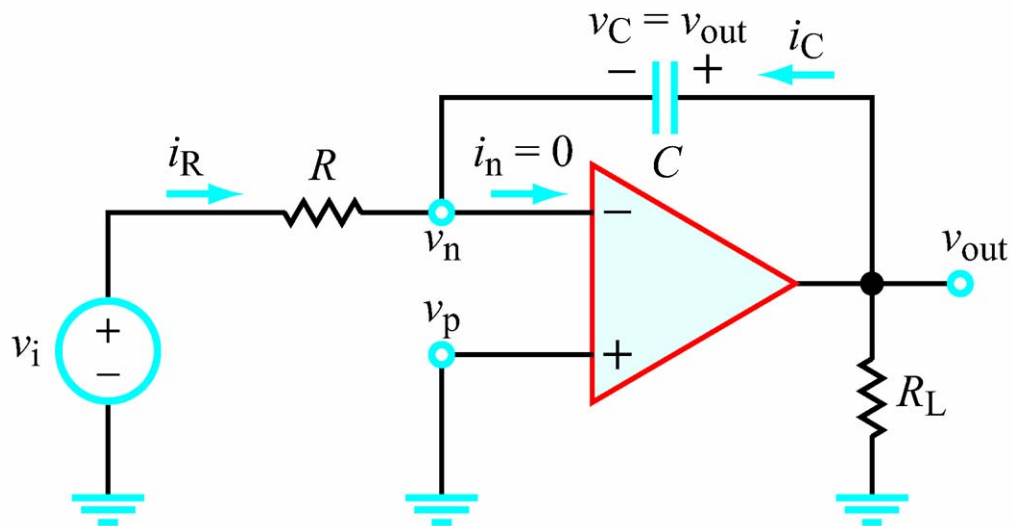 v_C = v_out
− +
i_C
i_R
R
i_n = 0
C
v_n
−
v_out
v_p
+
v_i
+
−
R_L